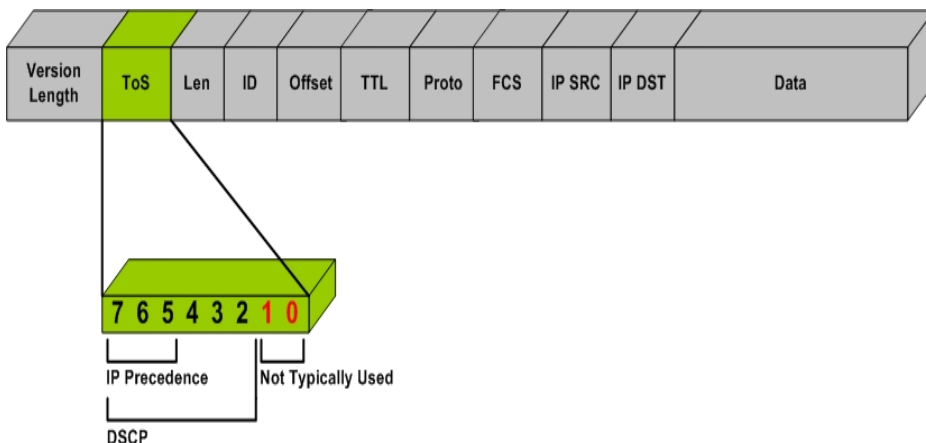 Version Length
ToS
Len
ID
Offset
TTL
Proto
FCS
IP SRC
IP DST
Data
7 6 5 4 3 2 1 0
IP Precedence
Not Typically Used
DSCP